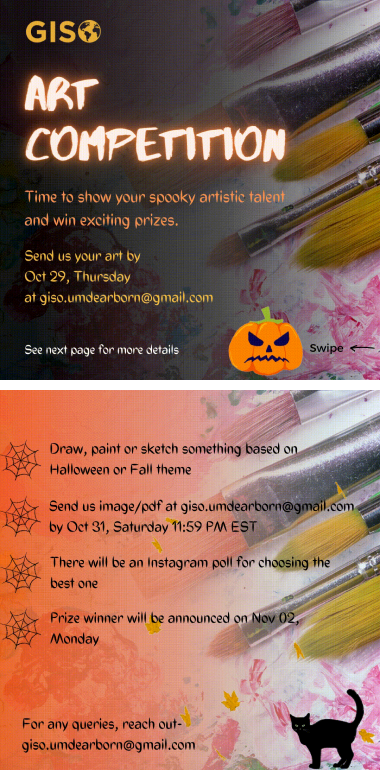 GISO
ART
COMPETITION
Time to show your spooky artistic talent
and win exciting prizes.
Send us your art by
Oct 29, Thursday
at giso.umdearborn@gmail.com
See next page for more details
Swipe
Draw, paint or sketch something based on
Halloween or Fall theme
Send us image/pdf at giso.umdearborn@gmail.com
by Oct 31, Saturday 11:59 PM EST
There will be an Instagram poll for choosing the
best one
Prize winner will be announced on Nov 02,
Monday
For any queries, reach out-
giso.umdearborn@gmail.com